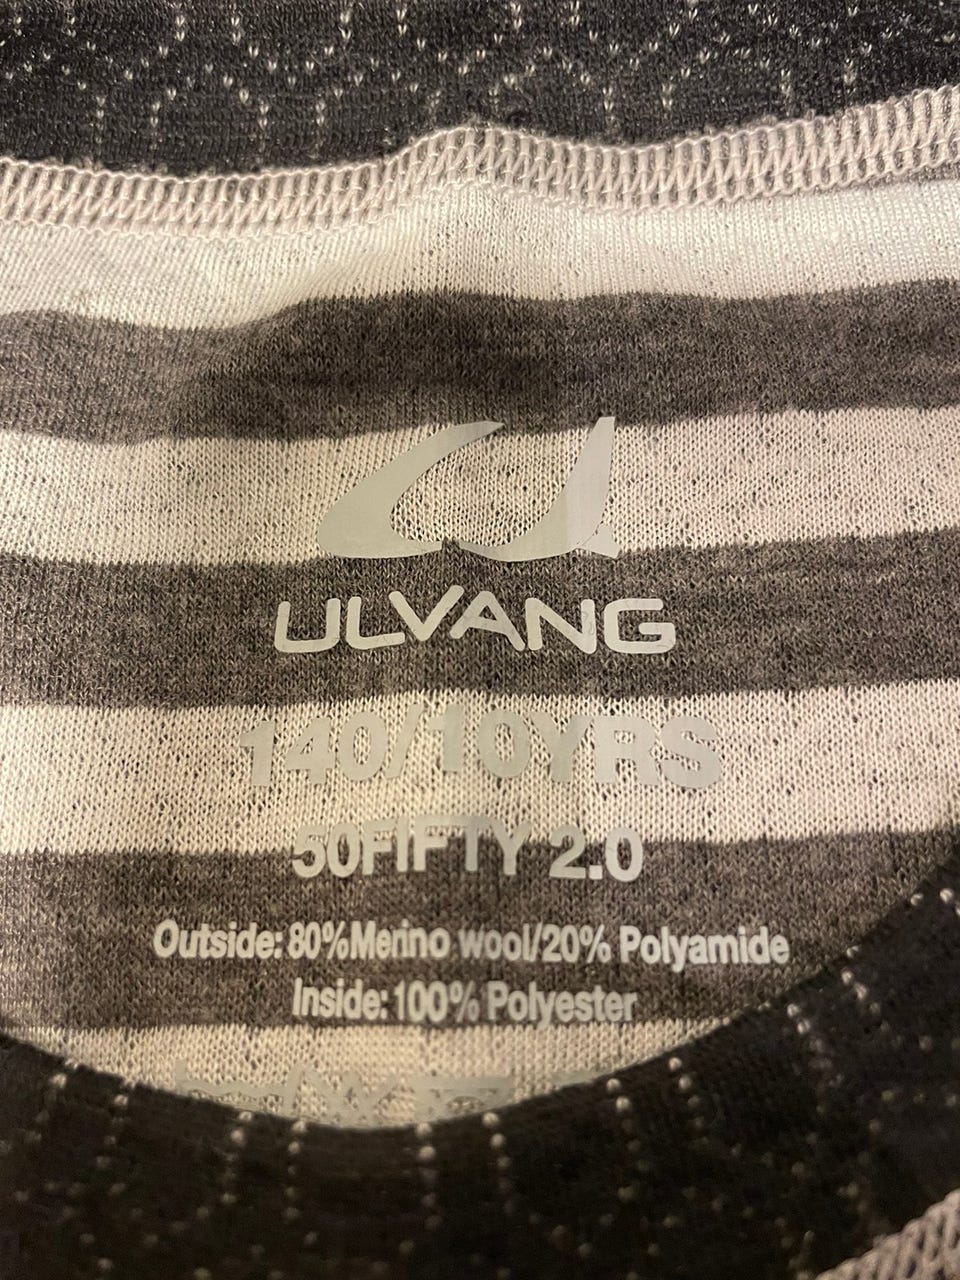 ULVANG
140/10YRS
50FIFTY 2.0
Outside: 80%Merino wool/20% Polyamide
Inside: 100% Polyester